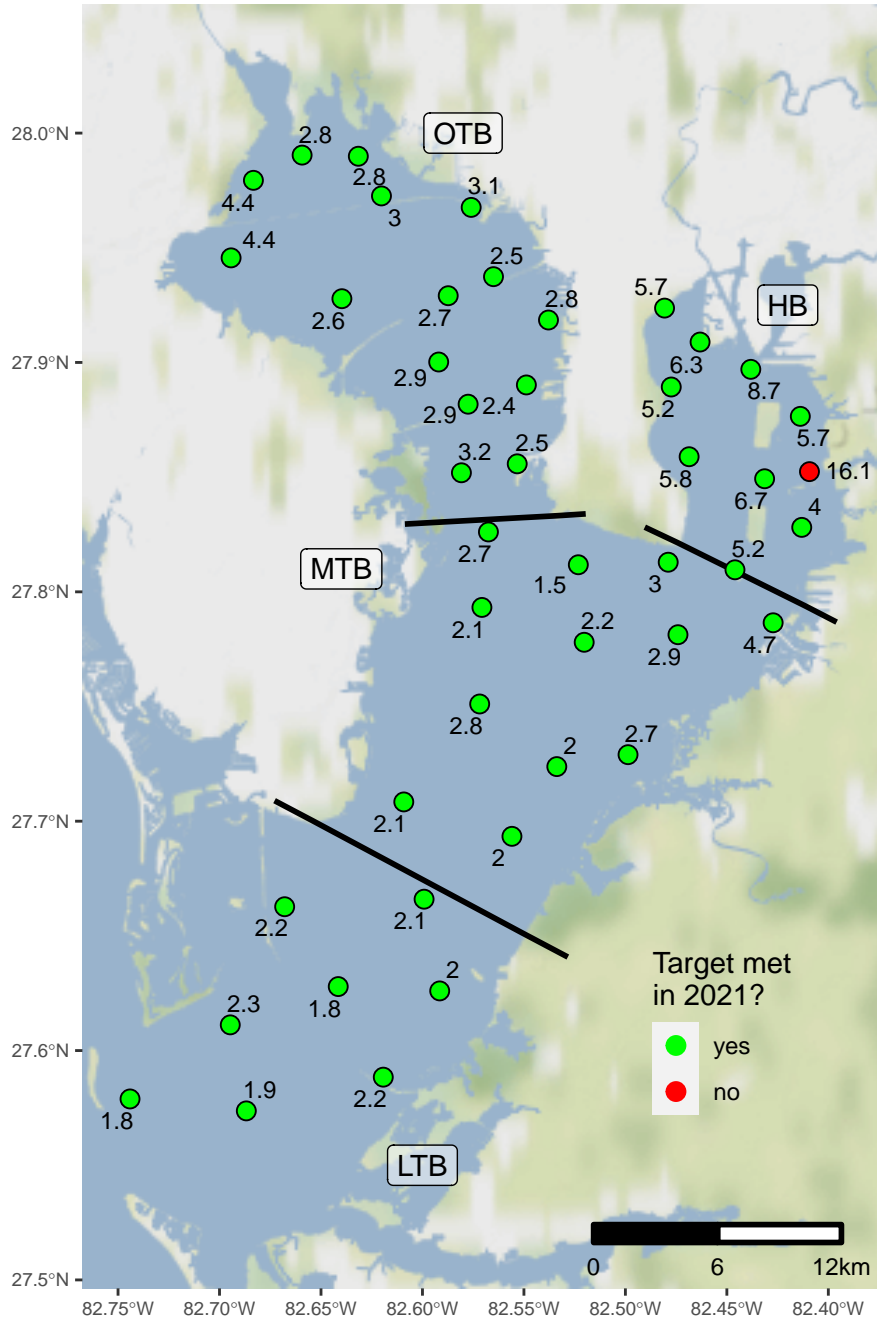 28.0°N
27.9°N
27.8°N
27.7°N
27.6°N
27.5°N
OTB
2.8
2.8
4.4
3
3.1
4.4
2.5
2.6
2.7
2.8
2.9
2.9
2.4
3.2
2.5
HB
5.7
6.3
5.2
8.7
5.7
5.8
6.7
16.1
4
5.2
MTB
2.7
1.5
3
2.1
2.2
2.9
4.7
2.8
2
2.7
2.1
2
2.2
2.1
1.8
2
2.3
1.8
1.9
2.2
LTB
Target met
in 2021?
yes
no
0 6 12km
82.75°W 82.70°W 82.65°W 82.60°W 82.55°W 82.50°W 82.45°W 82.40°W